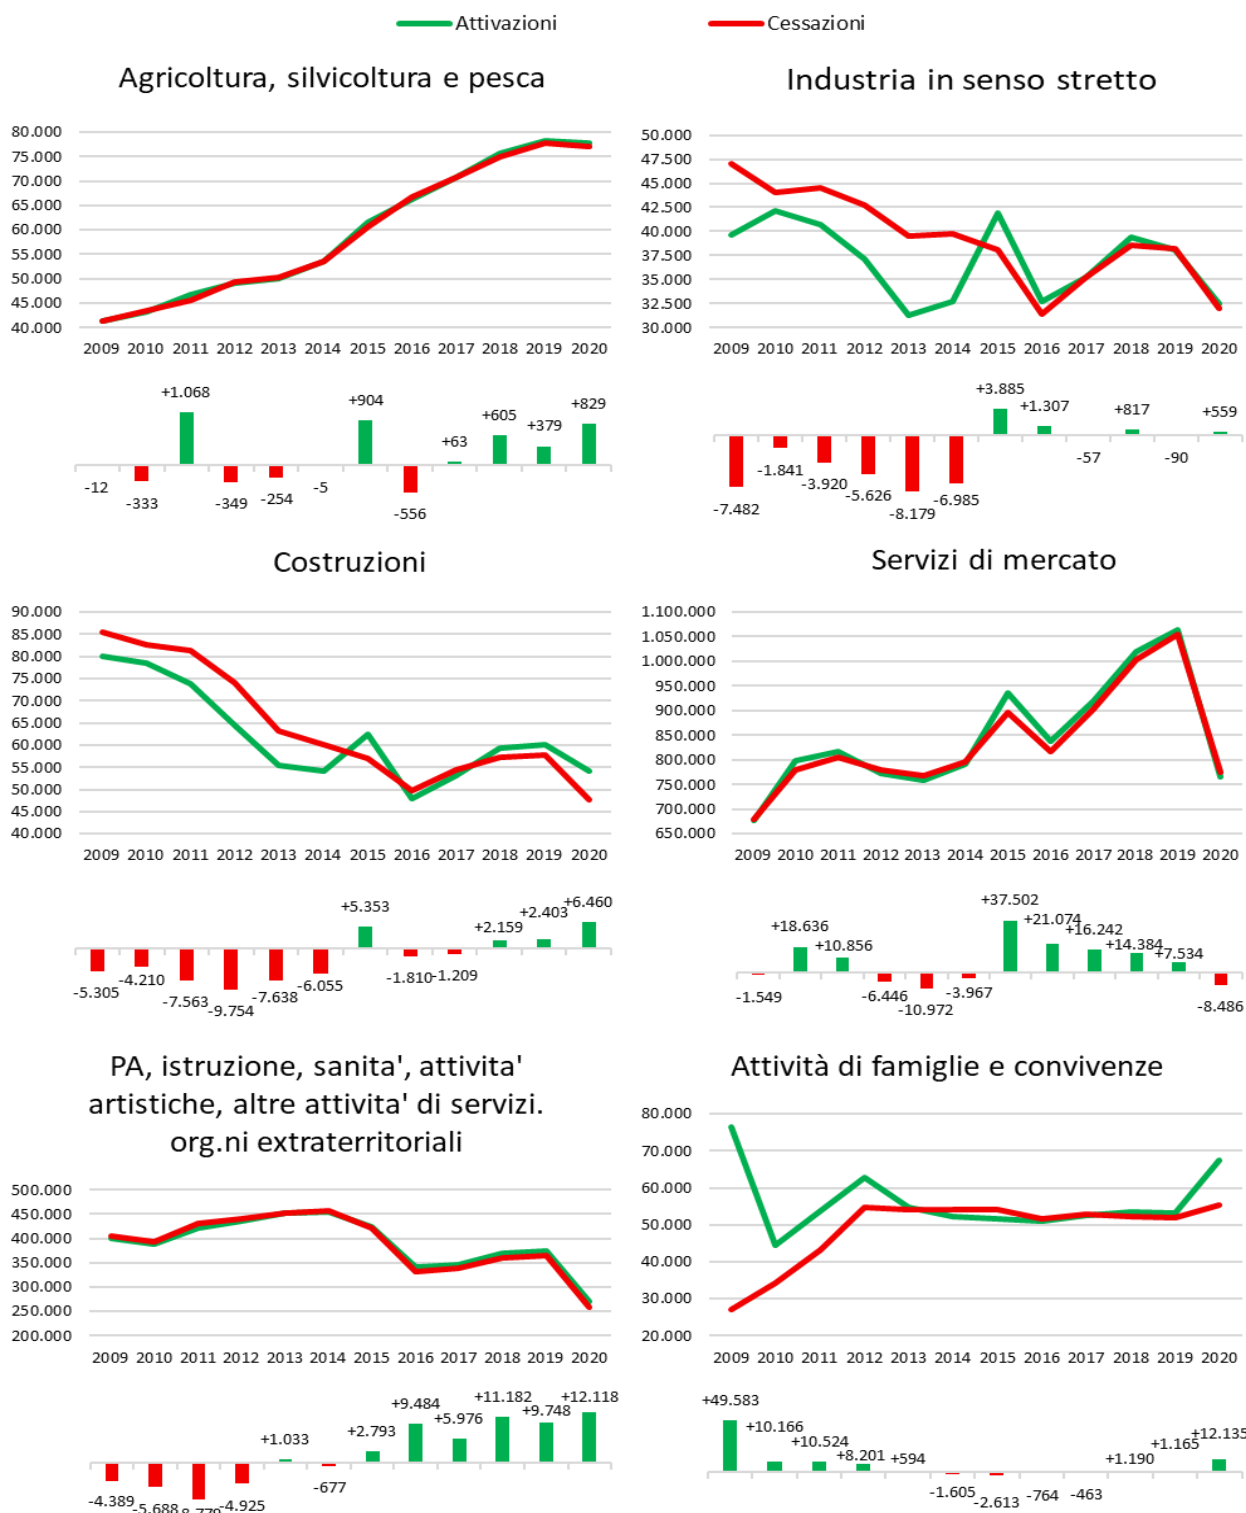 Attivazioni Cessazioni
Agricoltura, silvicoltura e pesca
80.000
75.000
70.000
65.000
60.000
55.000
50.000
45.000
40.000
2009 2010 2011 2012 2013 2014 2015 2016 2017 2018 2019 2020
-12 -333 +1.068 -349 -254 -5 +904 -556 +63 +605 +379 +829
Industria in senso stretto
50.000
47.500
45.000
42.500
40.000
37.500
35.000
32.500
30.000
2009 2010 2011 2012 2013 2014 2015 2016 2017 2018 2019 2020
-7.482 -1.841 -3.920 -5.626 -8.179 -6.985 +3.885 +1.307 -57 +817 -90 +559
Costruzioni
90.000
85.000
80.000
75.000
70.000
65.000
60.000
55.000
50.000
45.000
40.000
2009 2010 2011 2012 2013 2014 2015 2016 2017 2018 2019 2020
-5.305 -4.210 -7.563 -9.754 -7.638 -6.055 +5.353 -1.810 -1.209 +2.159 +2.403 +6.460
Servizi di mercato
1.100.000
1.050.000
1.000.000
950.000
900.000
850.000
800.000
750.000
700.000
650.000
2009 2010 2011 2012 2013 2014 2015 2016 2017 2018 2019 2020
-1.549 +18.636 +10.856 -6.446 -10.972 -3.967 +37.502 +21.074 +16.242 +14.384 +7.534 -8.486
PA, istruzione, sanita', attivita'
artistiche, altre attivita' di servizi.
org.ni extraterritoriali
500.000
450.000
400.000
350.000
300.000
250.000
200.000
2009 2010 2011 2012 2013 2014 2015 2016 2017 2018 2019 2020
-4.389 -5.688 -4.925 +1.033 -677 +2.793 +9.484 +5.976 +11.182 +9.748 +12.118
Attività di famiglie e convivenze
80.000
70.000
60.000
50.000
40.000
30.000
20.000
2009 2010 2011 2012 2013 2014 2015 2016 2017 2018 2019 2020
+49.583 +10.166 +10.524 +8.201 +594 -1.605 -2.613 -764 -463 +1.190 +1.165 +12.135